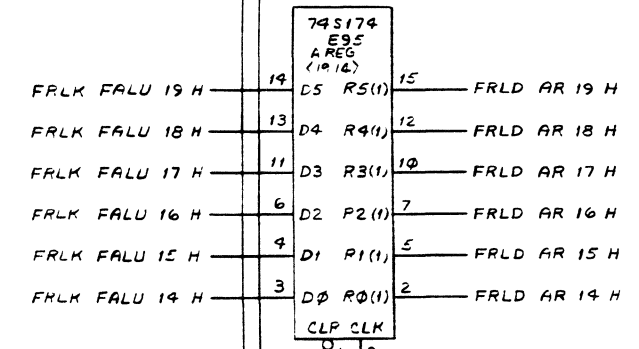 74S174
E95
A REG
(19:14)
FRLK FALU 19 H 14 D5 R5(1) 15 FRLD AR 19 H
FRLK FALU 18 H 13 D4 R4(1) 12 FRLD AR 18 H
FRLK FALU 17 H 11 D3 R3(1) 1Ø FRLD AR 17 H
FRLK FALU 16 H 6 D2 R2(1) 7 FRLD AR 16 H
FRLK FALU 15 H 4 D1 R1(1) 5 FRLD AR 15 H
FRLK FALU 14 H 3 DØ RØ(1) 2 FRLD AR 14 H
CLR CLK